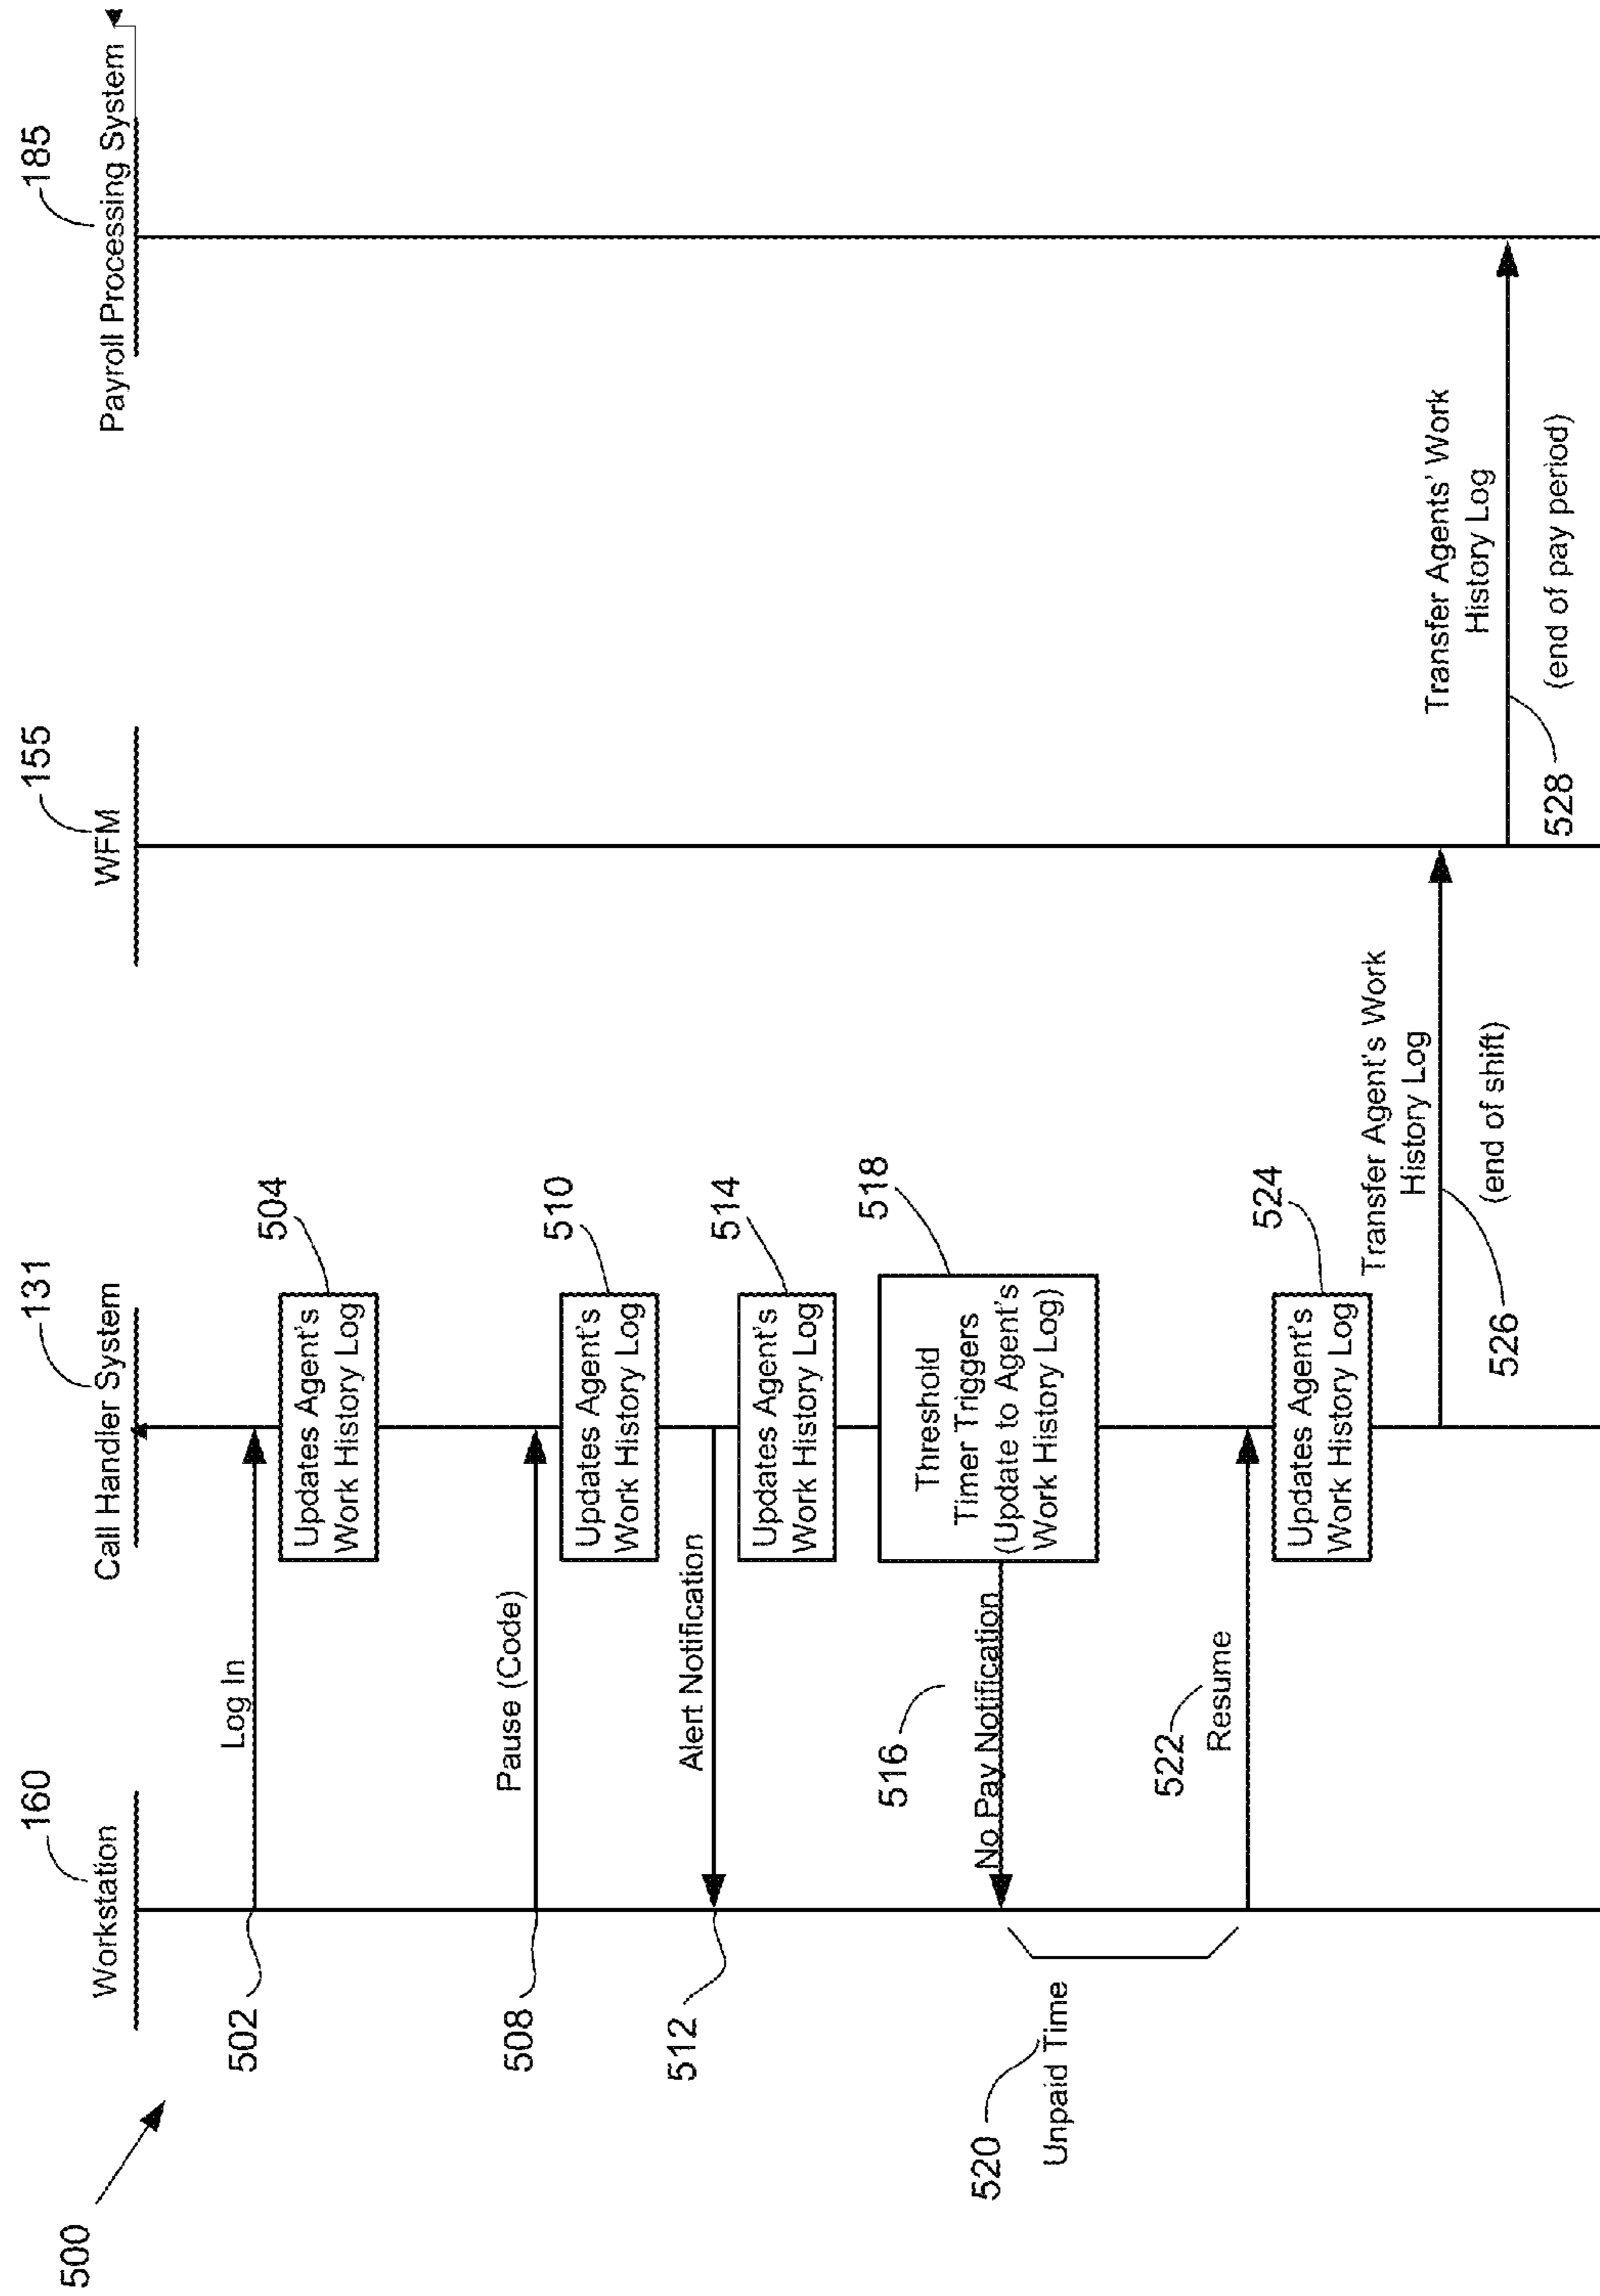 500
160
Workstation
131
Call Handler System
155
WFM
185
Payroll Processing System
502
Log In
504
Updates Agent's
Work History Log
508
Pause (Code)
510
Updates Agent's
Work History Log
512
Alert Notification
514
Updates Agent's
Work History Log
516
No Pay Notification
518
Threshold
Timer Triggers
(Update to Agent's
Work History Log)
520
Unpaid Time
522
Resume
524
Updates Agent's
Work History Log
Transfer Agent's Work
History Log
526
(end of shift)
Transfer Agents' Work
History Log
528
(end of pay period)